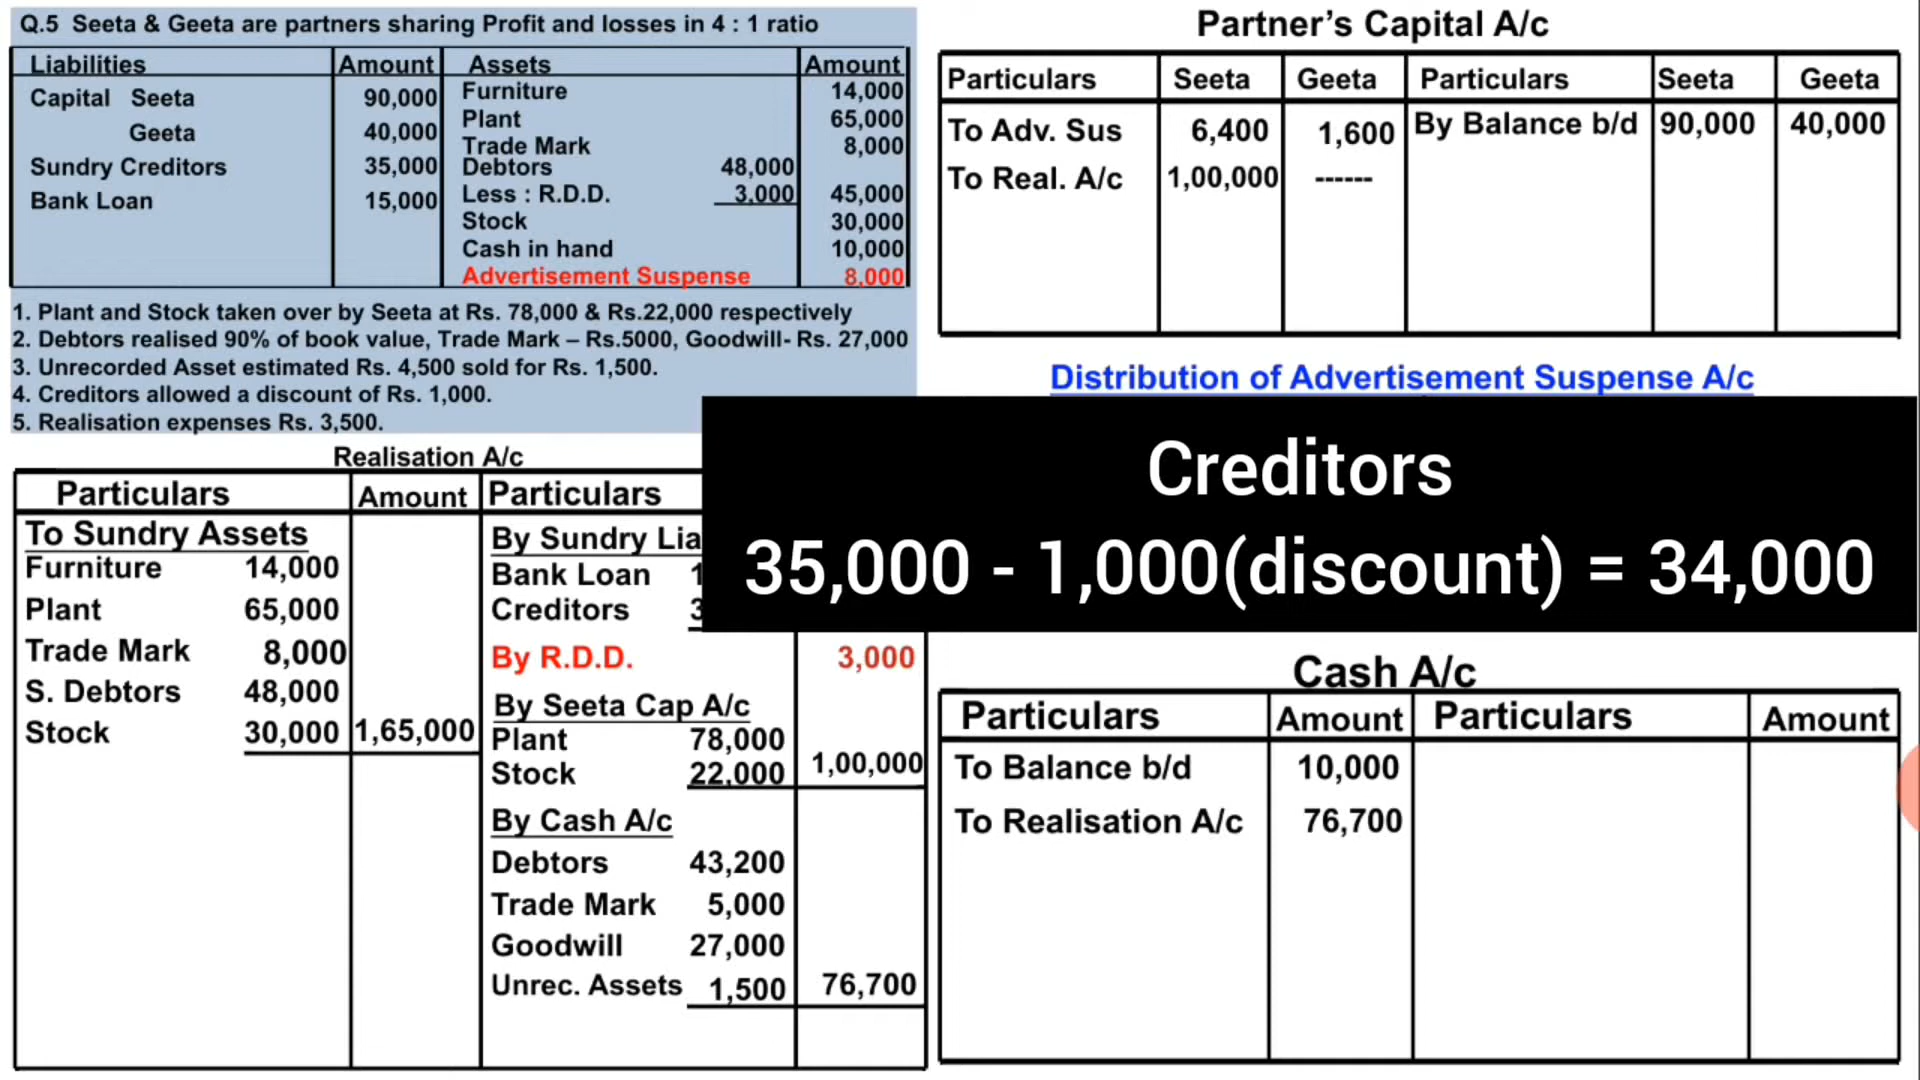 Q.5 Seeta & Geeta are partners sharing Profit and losses in 4 : 1 ratio
Liabilities Amount Assets Amount
Capital Seeta 90,000 Furniture 14,000
Plant 65,000
Geeta 40,000 Trade Mark 8,000
Sundry Creditors 35,000 Debtors 48,000
Bank Loan 15,000 Less : R.D.D. 3,000 45,000
Stock 30,000
Cash in hand 10,000
Advertisement Suspense 8,000
1. Plant and Stock taken over by Seeta at Rs. 78,000 & Rs.22,000 respectively
2. Debtors realised 90% of book value, Trade Mark – Rs.5000, Goodwill- Rs. 27,000
3. Unrecorded Asset estimated Rs. 4,500 sold for Rs. 1,500.
4. Creditors allowed a discount of Rs. 1,000.
5. Realisation expenses Rs. 3,500.
Partner's Capital A/c
Particulars Seeta Geeta Particulars Seeta Geeta
To Adv. Sus 6,400 1,600 By Balance b/d 90,000 40,000
To Real. A/c 1,00,000 ------
Distribution of Advertisement Suspense A/c
Creditors
35,000 - 1,000(discount) = 34,000
Realisation A/c
Particulars Amount Particulars
To Sundry Assets By Sundry Lia
Furniture 14,000 Bank Loan 1
Plant 65,000 Creditors 3
Trade Mark 8,000 By R.D.D. 3,000
S. Debtors 48,000 By Seeta Cap A/c
Stock 30,000 1,65,000 Plant 78,000
Stock 22,000 1,00,000
By Cash A/c
Debtors 43,200
Trade Mark 5,000
Goodwill 27,000
Unrec. Assets 1,500 76,700
Cash A/c
Particulars Amount Particulars Amount
To Balance b/d 10,000
To Realisation A/c 76,700